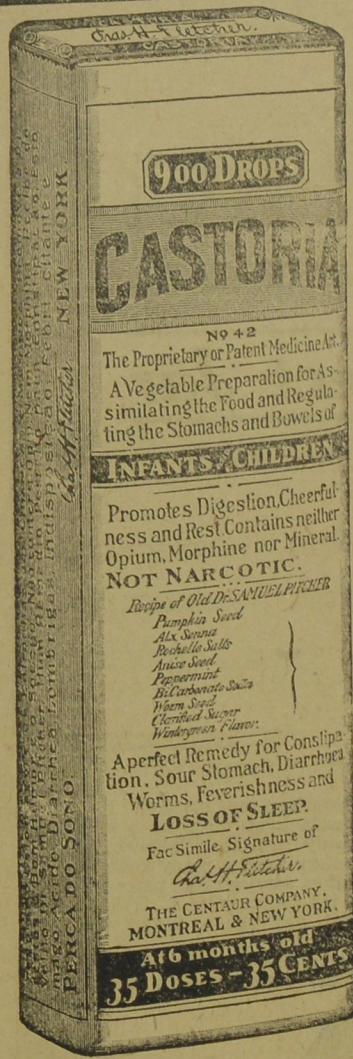 Chas. H. Fletcher.
900 DROPS
CASTORIA
No 42
The Proprietary or Patent Medicine Act.
A Vegetable Preparation for As-
similating the Food and Regula-
ting the Stomachs and Bowels of
INFANTS, CHILDREN
Promotes Digestion, Cheerful-
ness and Rest. Contains neither
Opium, Morphine nor Mineral.
NOT NARCOTIC.
Recipe of Old Dr. SAMUEL PITCHER
Pumpkin Seed
Alx. Senna
Rochelle Salts
Anise Seed
Peppermint
Bi Carbonate Soda
Worm Seed
Clarified Sugar
Wintergreen Flavor.
A perfect Remedy for Constipa-
tion, Sour Stomach, Diarrhoea
Worms, Feverishness and
LOSS OF SLEEP.
Fac Simile Signature of
Chas. H. Fletcher.
THE CENTAUR COMPANY.
MONTREAL & NEW YORK.
At 6 months old
35 DOSES – 35 CENTS
PERCA DO SONO.
Chas. H. Fletcher
NEW YORK